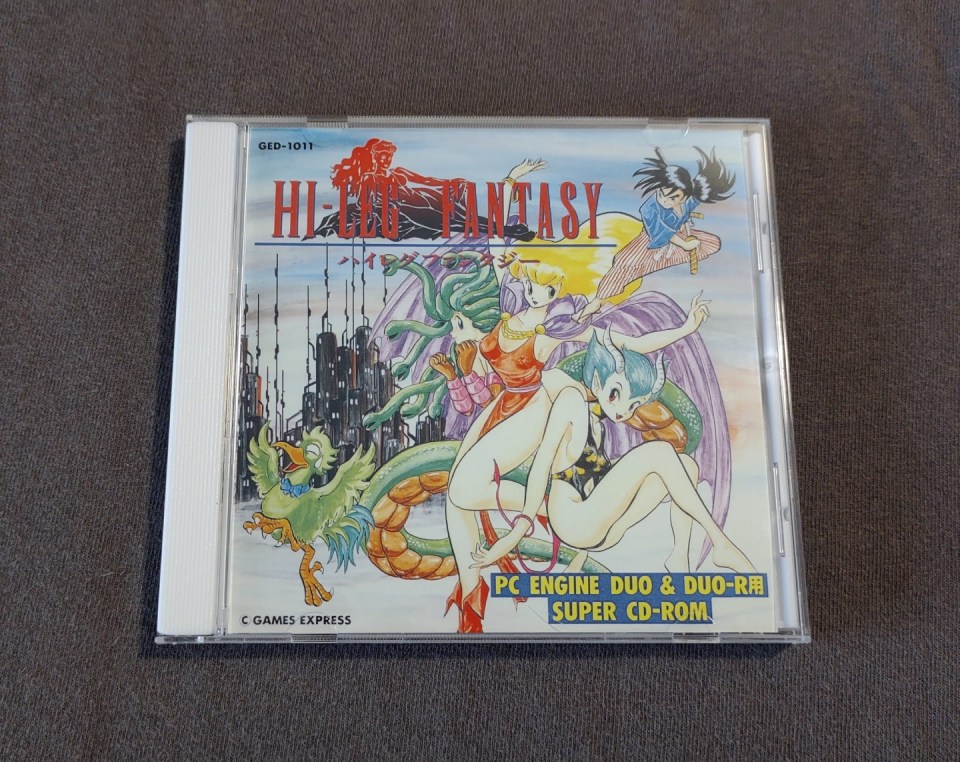 GED-1011
HI-LEG FANTASY
ハイレグファンタジー
PC ENGINE DUO & DUO-R用
SUPER CD-ROM
C GAMES EXPRESS